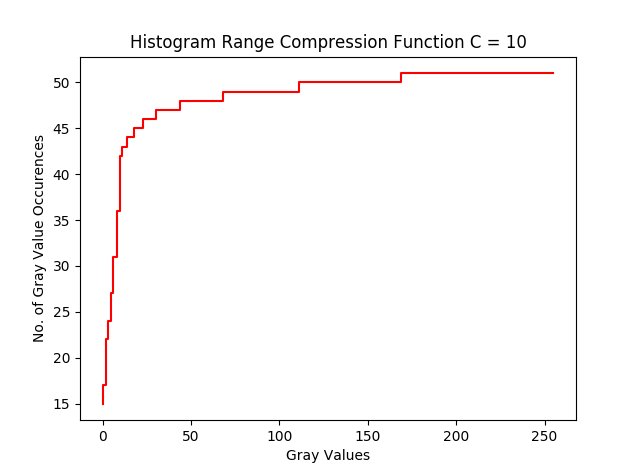 Histogram Range Compression Function C = 10
50
45
40
35
30
25
20
15
No. of Gray Value Occurences
0 50 100 150 200 250
Gray Values